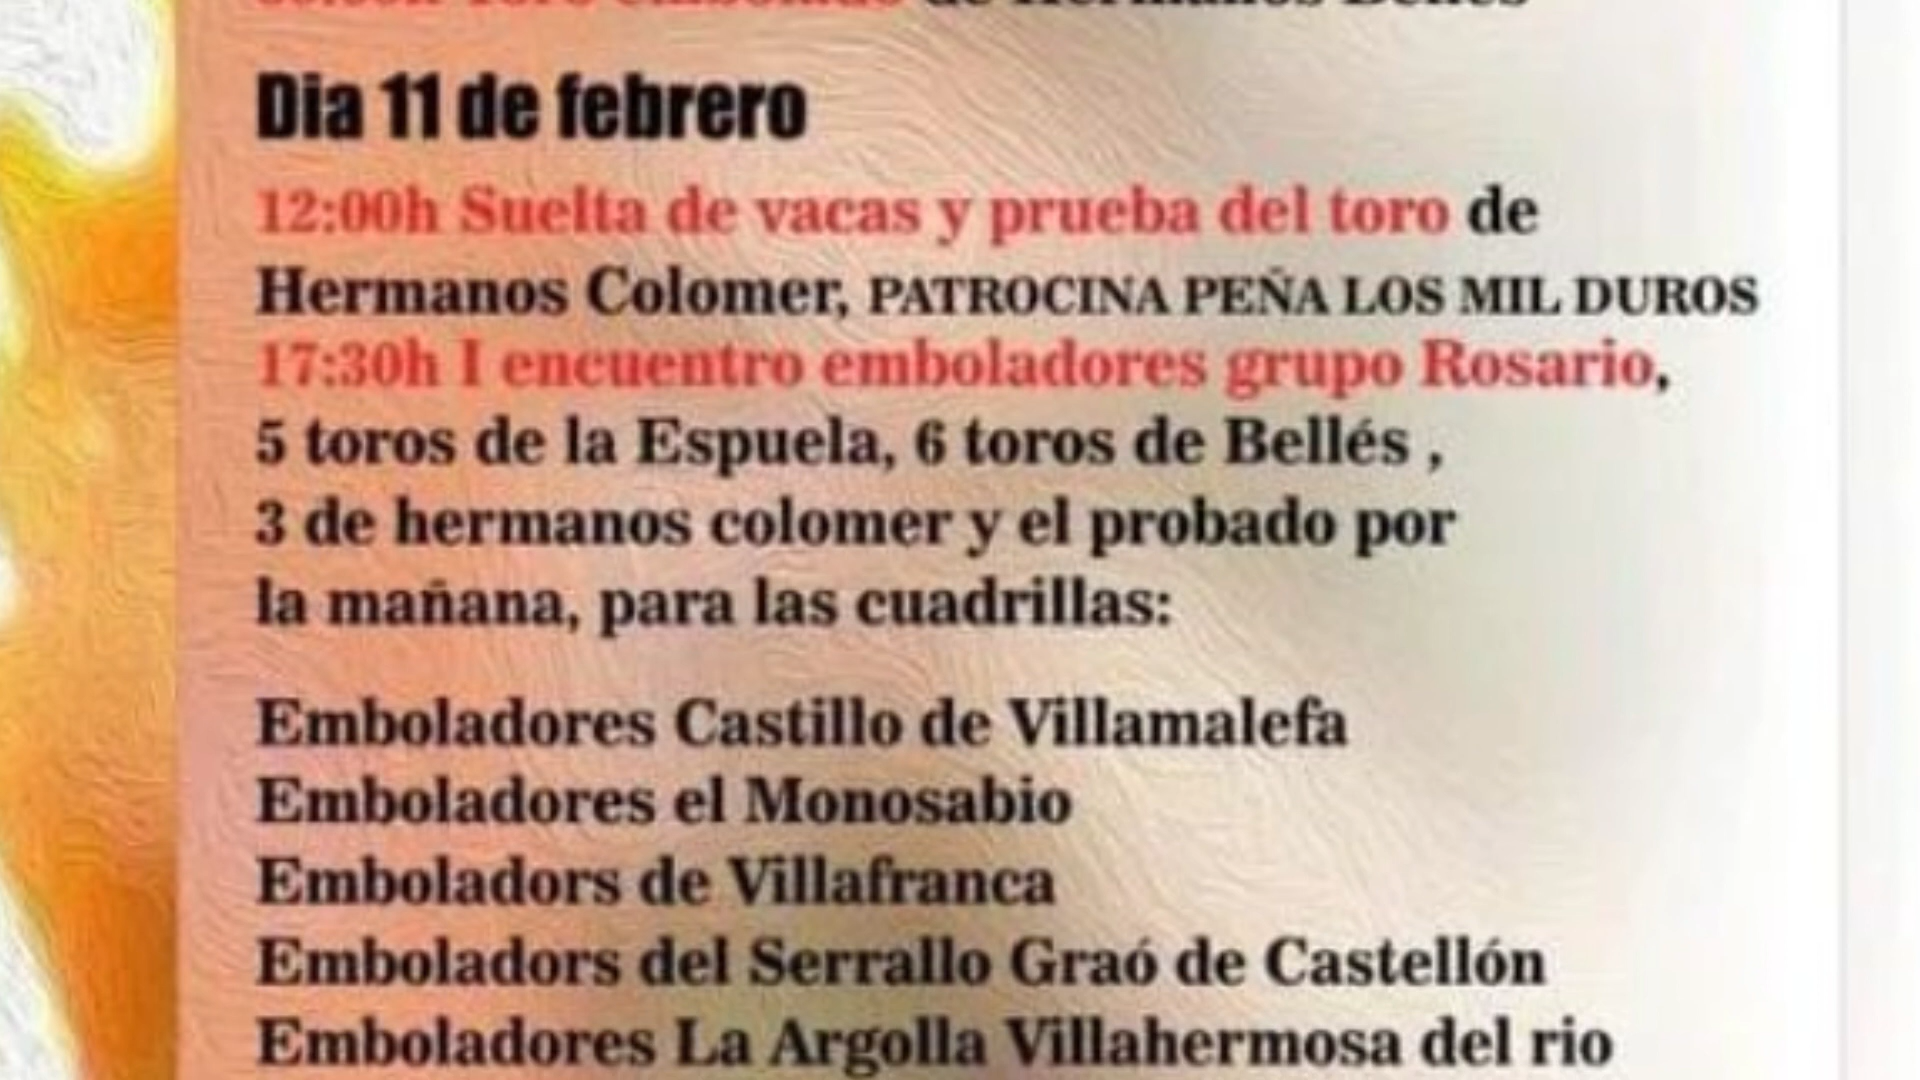 de Hermanos Bellés
Dia 11 de febrero
12:00h Suelta de vacas y prueba del toro de
Hermanos Colomer, PATROCINA PEÑA LOS MIL DUROS
17:30h I encuentro emboladores grupo Rosario,
5 toros de la Espuela, 6 toros de Bellés ,
3 de hermanos colomer y el probado por
la mañana, para las cuadrillas:
Emboladores Castillo de Villamalefa
Emboladores el Monosabio
Emboladors de Villafranca
Emboladors del Serrallo Graó de Castellón
Emboladores La Argolla Villahermosa del rio